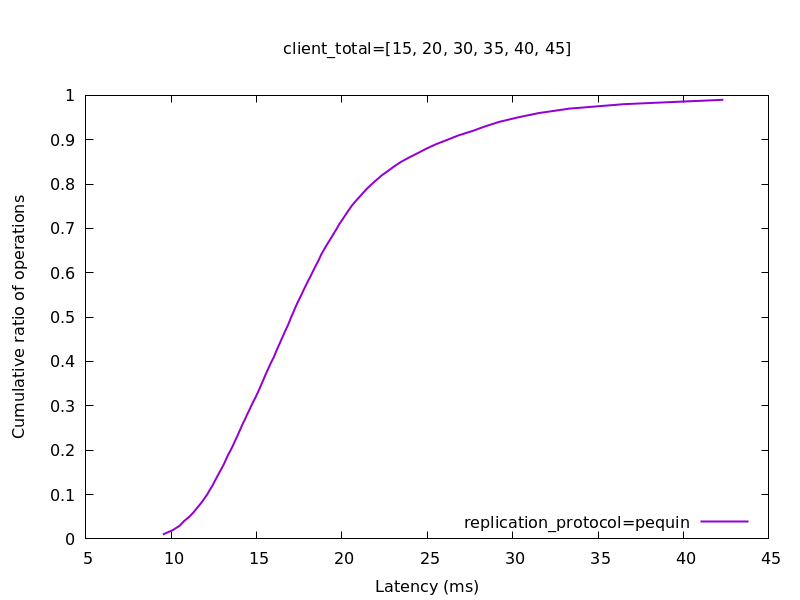 client_total=[15, 20, 30, 35, 40, 45]
1
0.9
0.8
0.7
0.6
0.5
0.4
0.3
0.2
0.1
0
Cumulative ratio of operations
replication_protocol=pequin
5 10 15 20 25 30 35 40 45
Latency (ms)